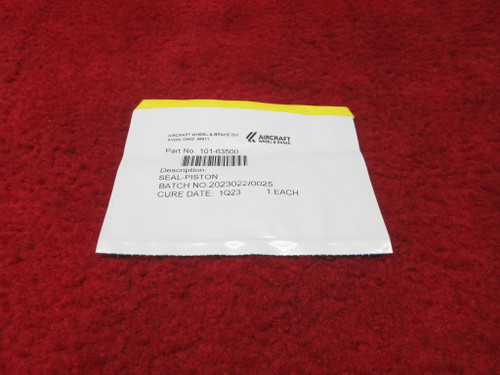 AIRCRAFT WHEEL & BRAKE DIV.
AVON, OHIO 44011
AIRCRAFT
WHEEL & BRAKE
Part No. 101-03500
Description:
SEAL-PISTON
BATCH NO.2023022/0025
CURE DATE: 1Q23 1 EACH